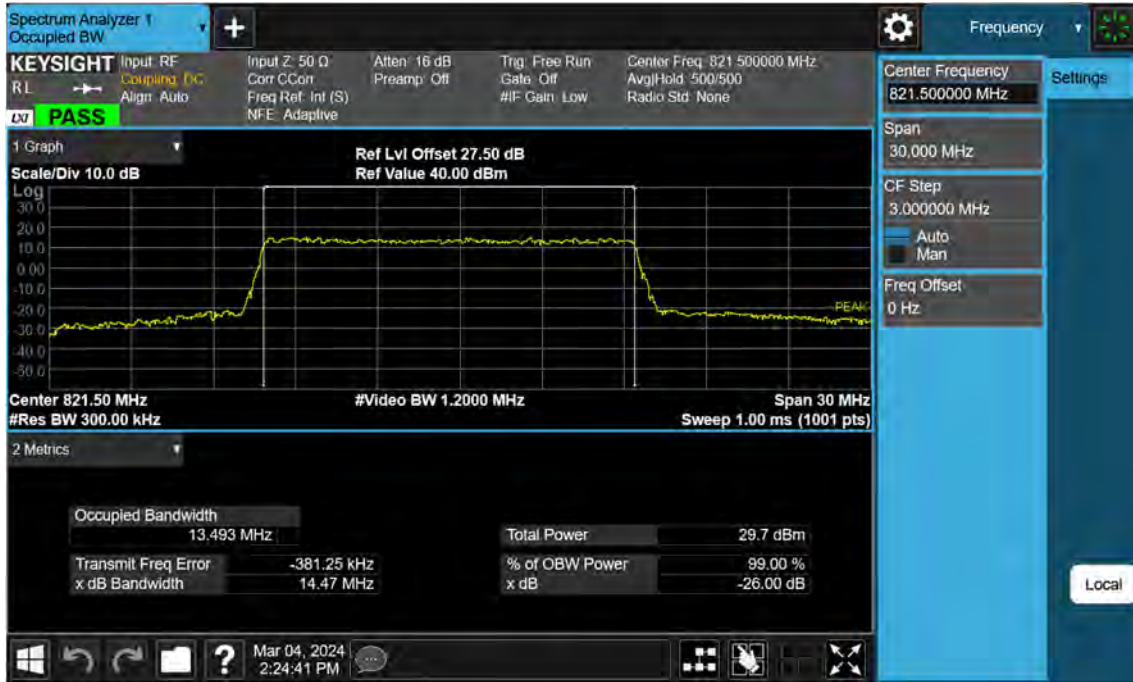 Spectrum Analyzer 1
Occupied BW
+
Frequency
KEYSIGHT
Input: RF
Coupling: DC
Align: Auto
RL
LXI
PASS
Input Z: 50 Ω
Corr CCorr
Freq Ref: Int (S)
NFE: Adaptive
Atten: 16 dB
Preamp: Off
Trig: Free Run
Gate: Off
#IF Gain: Low
Center Freq: 821.500000 MHz
Avg|Hold: 500/500
Radio Std: None
Center Frequency
821.500000 MHz
Settings
Span
30.000 MHz
CF Step
3.000000 MHz
Auto
Man
Freq Offset
0 Hz
1 Graph
Scale/Div 10.0 dB
Ref Lvl Offset 27.50 dB
Ref Value 40.00 dBm
Log
30.0
20.0
10.0
0.00
-10.0
-20.0
-30.0
-40.0
-50.0
PEAK
Center 821.50 MHz
#Video BW 1.2000 MHz
Span 30 MHz
#Res BW 300.00 kHz
Sweep 1.00 ms (1001 pts)
2 Metrics
Occupied Bandwidth
13.493 MHz
Total Power 29.7 dBm
Transmit Freq Error -381.25 kHz
% of OBW Power 99.00 %
x dB Bandwidth 14.47 MHz
x dB -26.00 dB
Local
?
Mar 04, 2024
2:24:41 PM